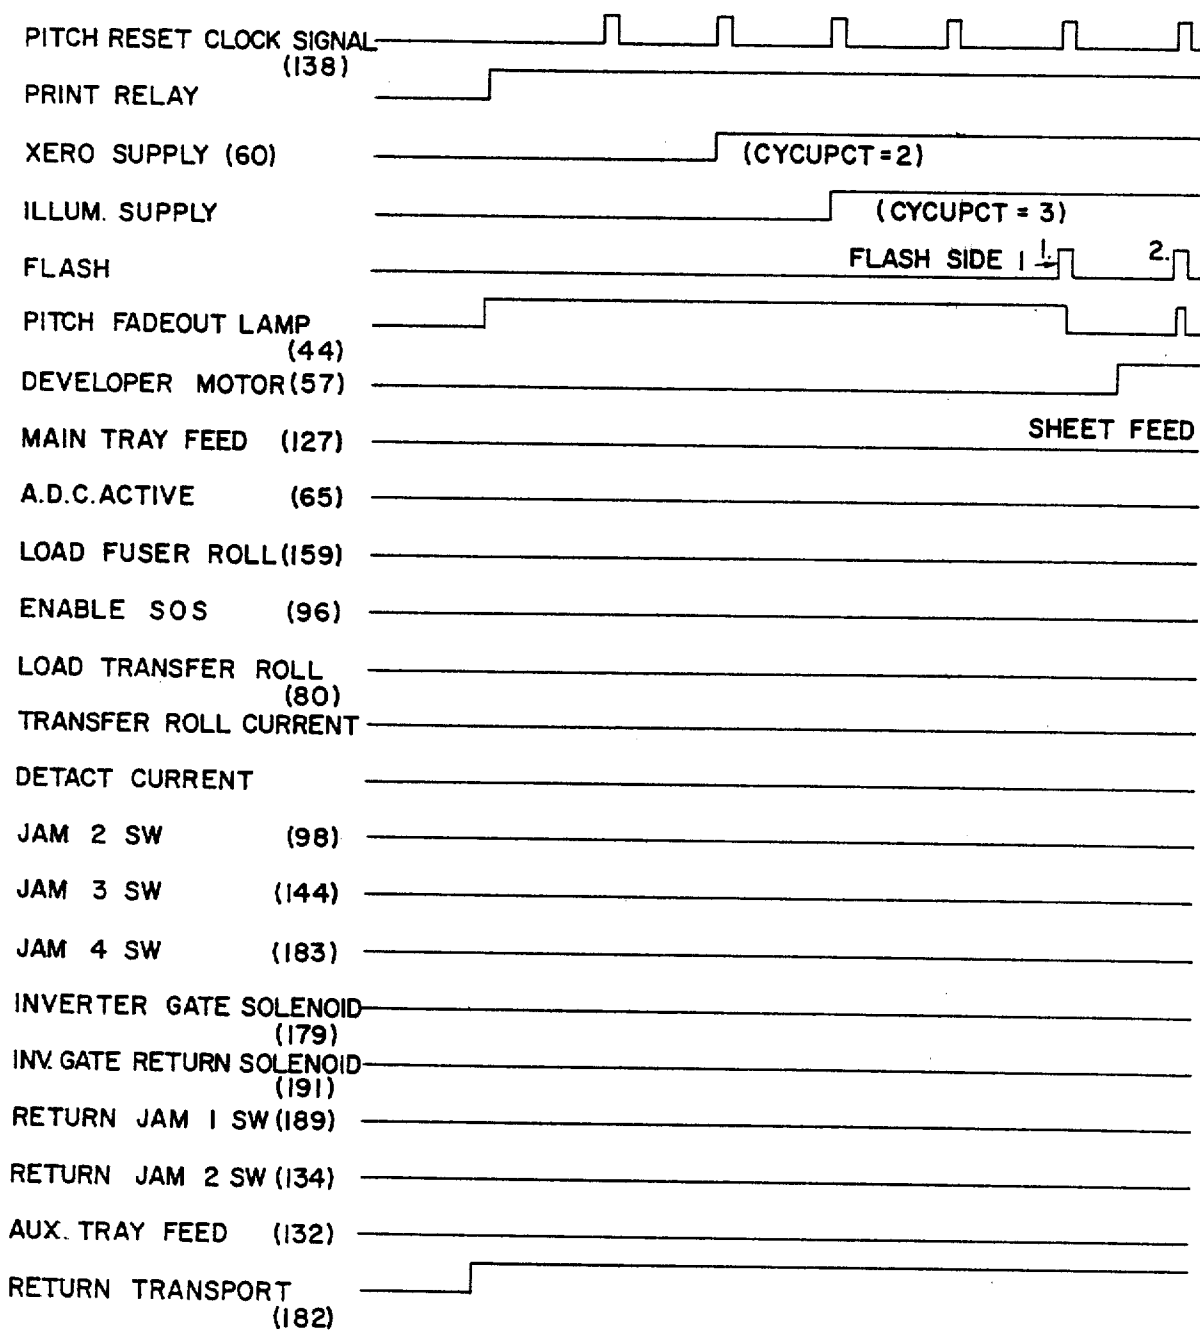 PITCH RESET CLOCK SIGNAL
(138)
PRINT RELAY
XERO SUPPLY (60)
(CYCUPCT = 2)
ILLUM. SUPPLY
(CYCUPCT = 3)
FLASH
FLASH SIDE 1
1.
2.
PITCH FADEOUT LAMP
(44)
DEVELOPER MOTOR (57)
MAIN TRAY FEED (127)
SHEET FEED
A.D.C. ACTIVE (65)
LOAD FUSER ROLL (159)
ENABLE SOS (96)
LOAD TRANSFER ROLL
(80)
TRANSFER ROLL CURRENT
DETACT CURRENT
JAM 2 SW (98)
JAM 3 SW (144)
JAM 4 SW (183)
INVERTER GATE SOLENOID
(179)
INV. GATE RETURN SOLENOID
(191)
RETURN JAM 1 SW (189)
RETURN JAM 2 SW (134)
AUX. TRAY FEED (132)
RETURN TRANSPORT
(182)